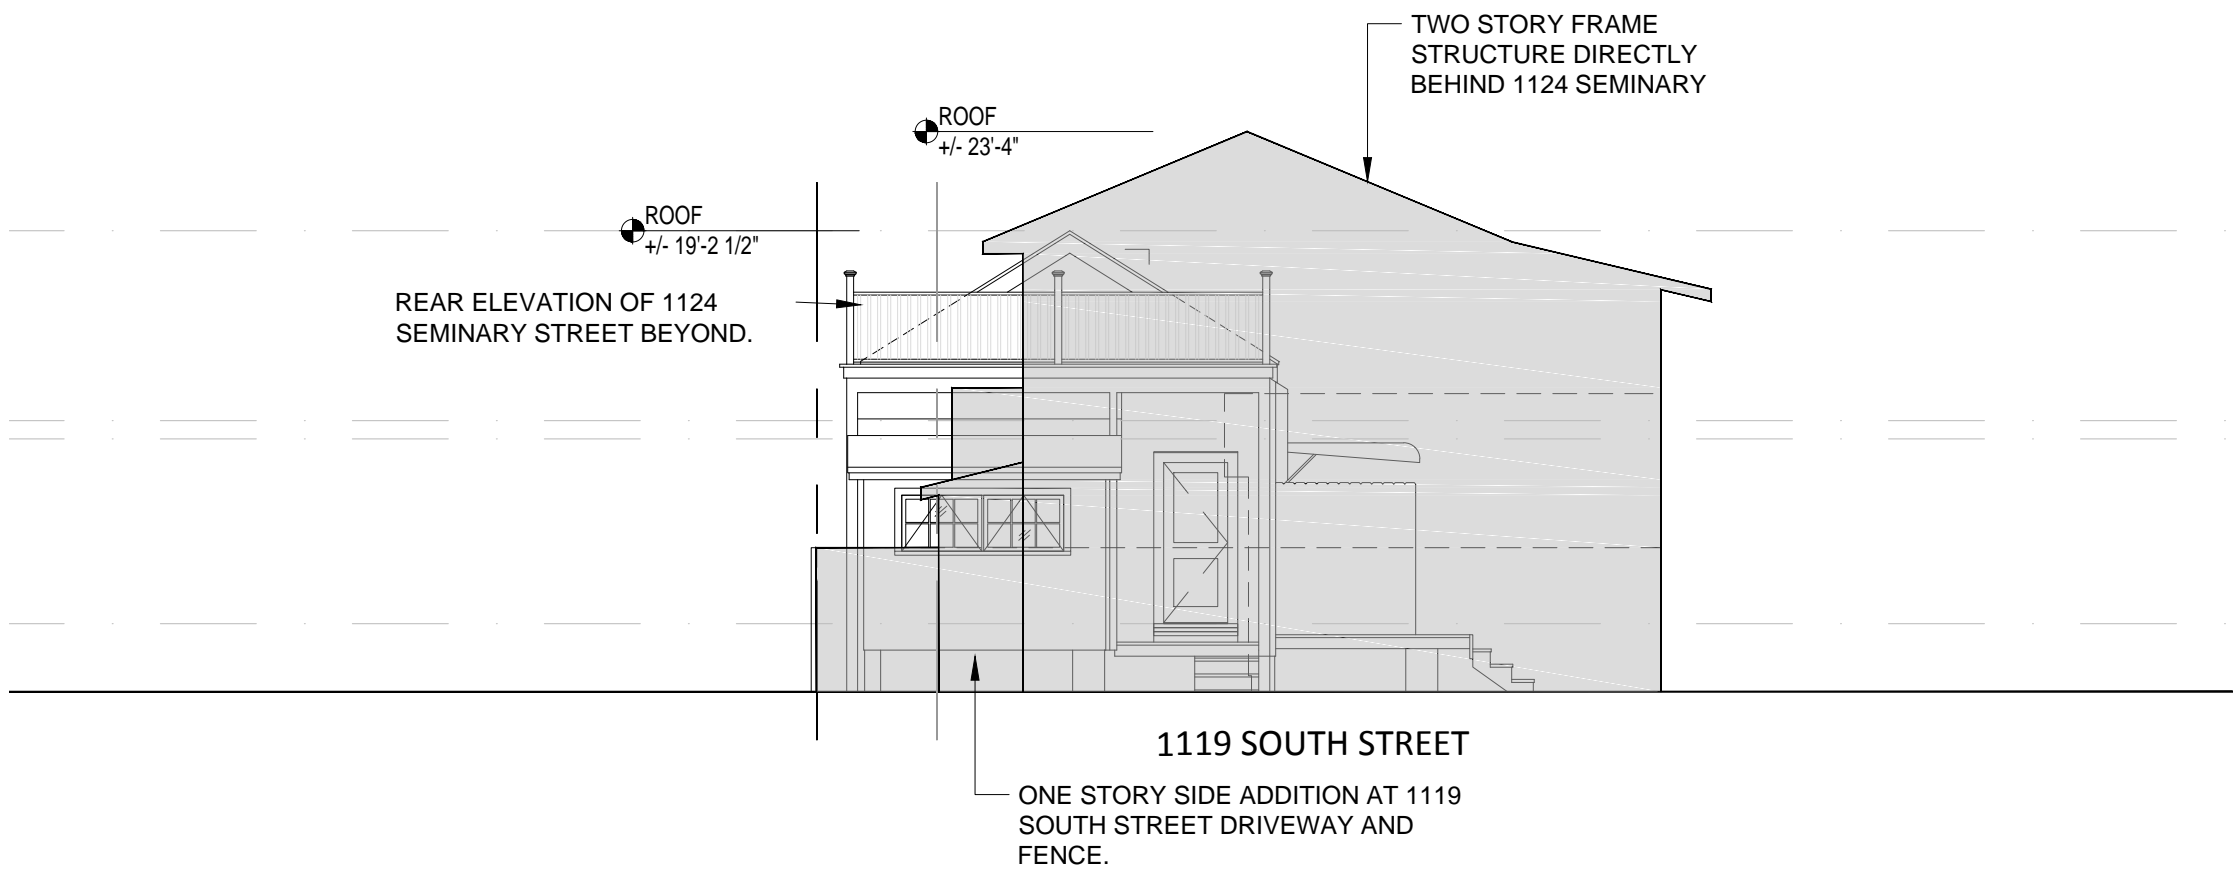 TWO STORY FRAME
STRUCTURE DIRECTLY
BEHIND 1124 SEMINARY
ROOF
+/- 23'-4"
ROOF
+/- 19'-2 1/2"
REAR ELEVATION OF 1124
SEMINARY STREET BEYOND.
1119 SOUTH STREET
ONE STORY SIDE ADDITION AT 1119
SOUTH STREET DRIVEWAY AND
FENCE.